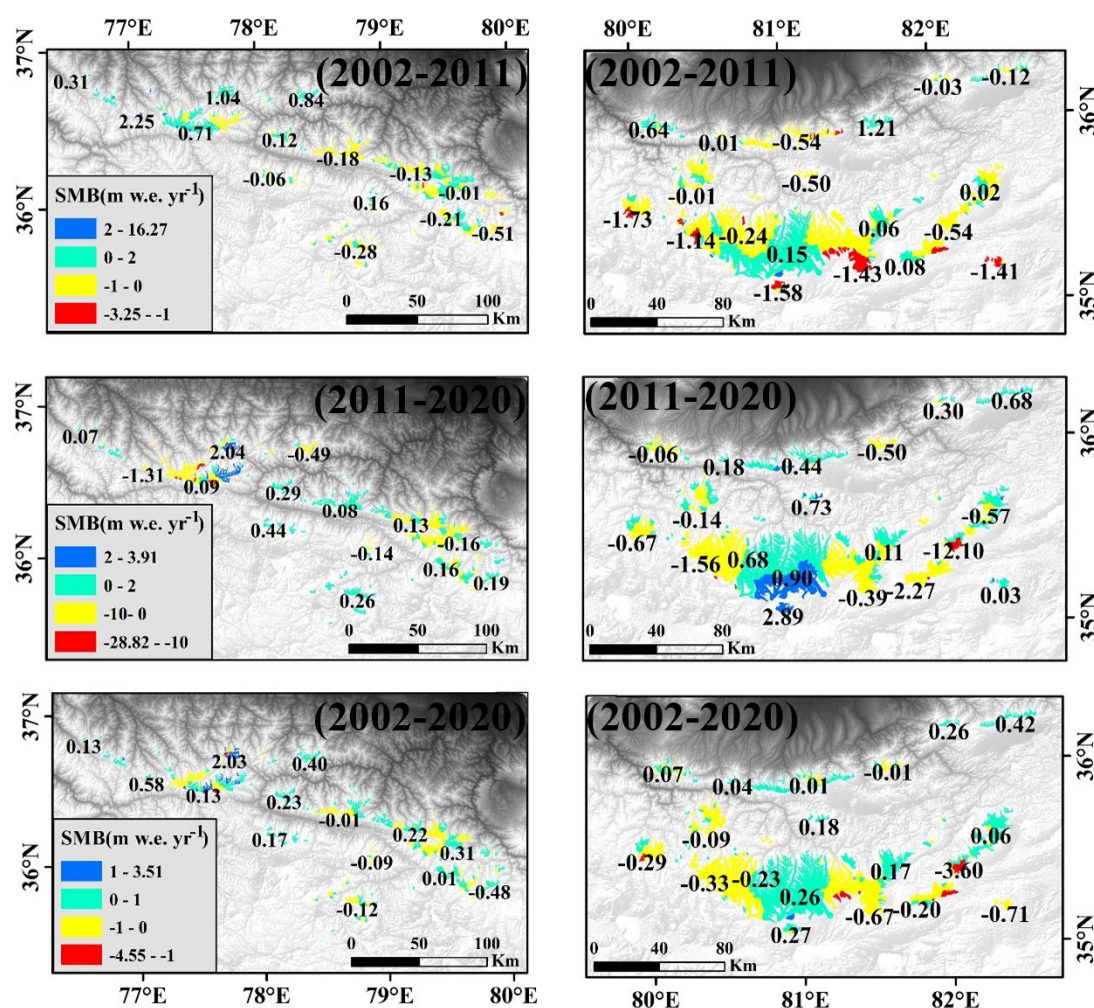 77°E 78°E 79°E 80°E
80°E 81°E 82°E
37°N
36°N
(2002-2011)
0.31
1.04
0.84
2.25
0.71
0.12
-0.18
-0.06
-0.13
0.16
-0.01
-0.21
-0.51
-0.28
SMB(m w.e. yr-1)
2 - 16.27
0 - 2
-1 - 0
-3.25 - -1
0 50 100
Km
(2002-2011)
-0.03
-0.12
0.64
0.01
-0.54
1.21
-0.50
-0.01
0.02
-1.73
-1.14
-0.24
0.06
-0.54
0.15
-1.43
0.08
-1.41
-1.58
0 40 80
Km
36°N
35°N
37°N
36°N
(2011-2020)
0.07
2.04
-0.49
-1.31
0.09
0.29
0.08
0.44
0.13
-0.14
-0.16
0.16
0.19
0.26
SMB(m w.e. yr-1)
2 - 3.91
0 - 2
-10- 0
-28.82 - -10
0 50 100
Km
(2011-2020)
0.30
0.68
-0.06
0.18
0.44
-0.50
0.73
-0.14
-0.57
-0.67
-1.56
0.68
0.11
-12.10
0.90
-0.39
-2.27
0.03
2.89
0 40 80
Km
36°N
35°N
37°N
36°N
(2002-2020)
0.13
2.03
0.40
0.58
0.13
0.23
-0.01
0.17
0.22
-0.09
0.31
0.01
-0.48
-0.12
SMB(m w.e. yr-1)
1 - 3.51
0 - 1
-1 - 0
-4.55 - -1
0 50 100
Km
(2002-2020)
0.26
0.42
0.07
0.04
0.01
-0.01
0.18
-0.09
0.06
-0.29
-0.33
-0.23
0.17
-3.60
0.26
-0.67
-0.20
-0.71
0.27
0 40 80
Km
36°N
35°N
77°E 78°E 79°E 80°E
80°E 81°E 82°E